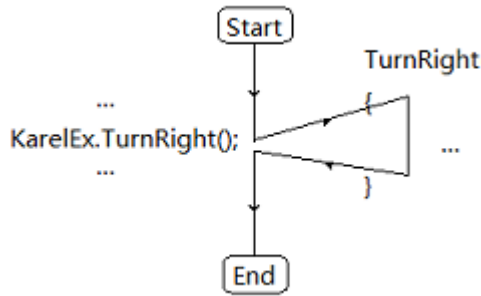 Start
TurnRight
{
...
KarelEx.TurnRight();
...
...
}
End